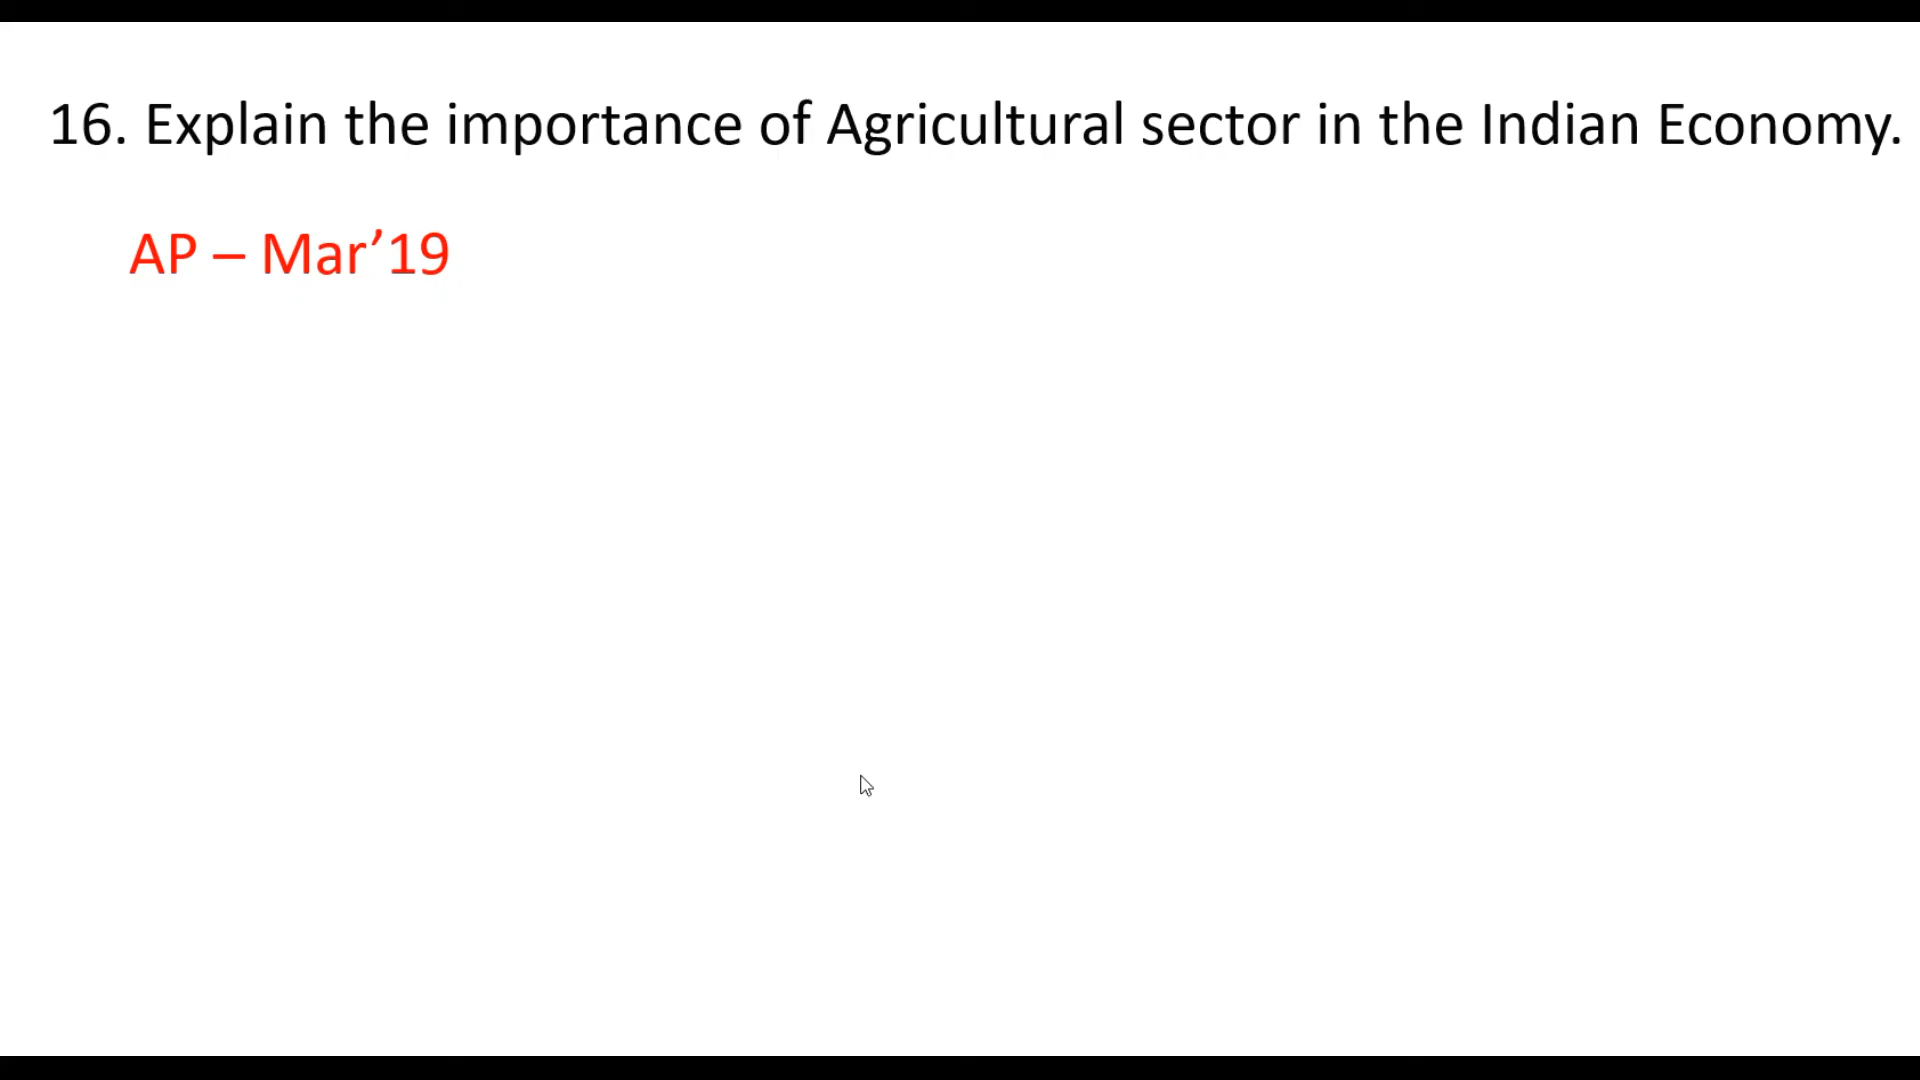 16. Explain the importance of Agricultural sector in the Indian Economy.
AP – Mar’19